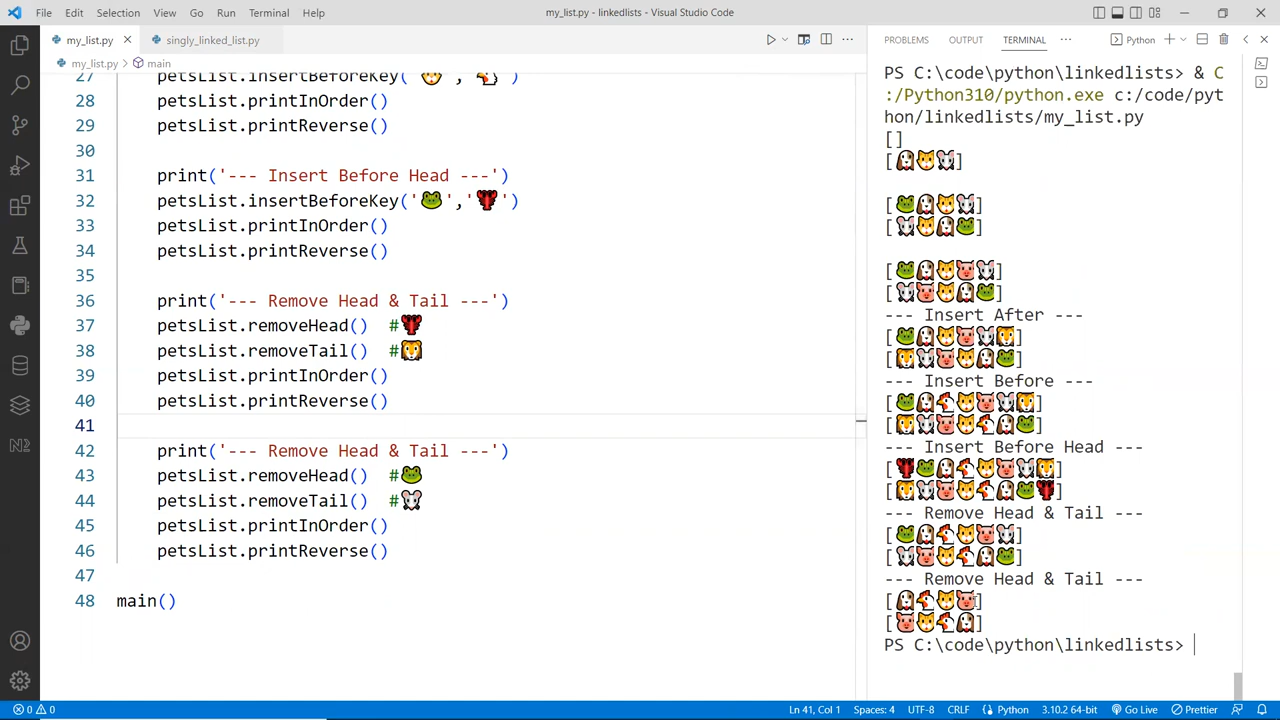 File Edit Selection View Go Run Terminal Help my_list.py - linkedlists - Visual Studio Code
my_list.py singly_linked_list.py
my_list.py > main
27 petsList.insertBeforeKey('🐱','🐔')
28 petsList.printInOrder()
29 petsList.printReverse()
30
31 print('--- Insert Before Head ---')
32 petsList.insertBeforeKey('🐸','🦞')
33 petsList.printInOrder()
34 petsList.printReverse()
35
36 print('--- Remove Head & Tail ---')
37 petsList.removeHead() #🦞
38 petsList.removeTail() #🐯
39 petsList.printInOrder()
40 petsList.printReverse()
41
42 print('--- Remove Head & Tail ---')
43 petsList.removeHead() #🐸
44 petsList.removeTail() #🐭
45 petsList.printInOrder()
46 petsList.printReverse()
47
48 main()
PROBLEMS OUTPUT TERMINAL ··· Python
PS C:\code\python\linkedlists> & C
:/Python310/python.exe c:/code/pyt
hon/linkedlists/my_list.py
[]
[🐶🐱🐭]
[🐸🐶🐱🐭]
[🐭🐱🐶🐸]
[🐸🐶🐱🐷🐭]
[🐭🐷🐱🐶🐸]
--- Insert After ---
[🐸🐶🐱🐷🐭🐯]
[🐯🐭🐷🐱🐶🐸]
--- Insert Before ---
[🐸🐶🐔🐱🐷🐭🐯]
[🐯🐭🐷🐱🐔🐶🐸]
--- Insert Before Head ---
[🦞🐸🐶🐔🐱🐷🐭🐯]
[🐯🐭🐷🐱🐔🐶🐸🦞]
--- Remove Head & Tail ---
[🐸🐶🐔🐱🐷🐭]
[🐭🐷🐱🐔🐶🐸]
--- Remove Head & Tail ---
[🐶🐔🐱🐷]
[🐷🐱🐔🐶]
PS C:\code\python\linkedlists>
0 0 Ln 41, Col 1 Spaces: 4 UTF-8 CRLF Python 3.10.2 64-bit Go Live Prettier